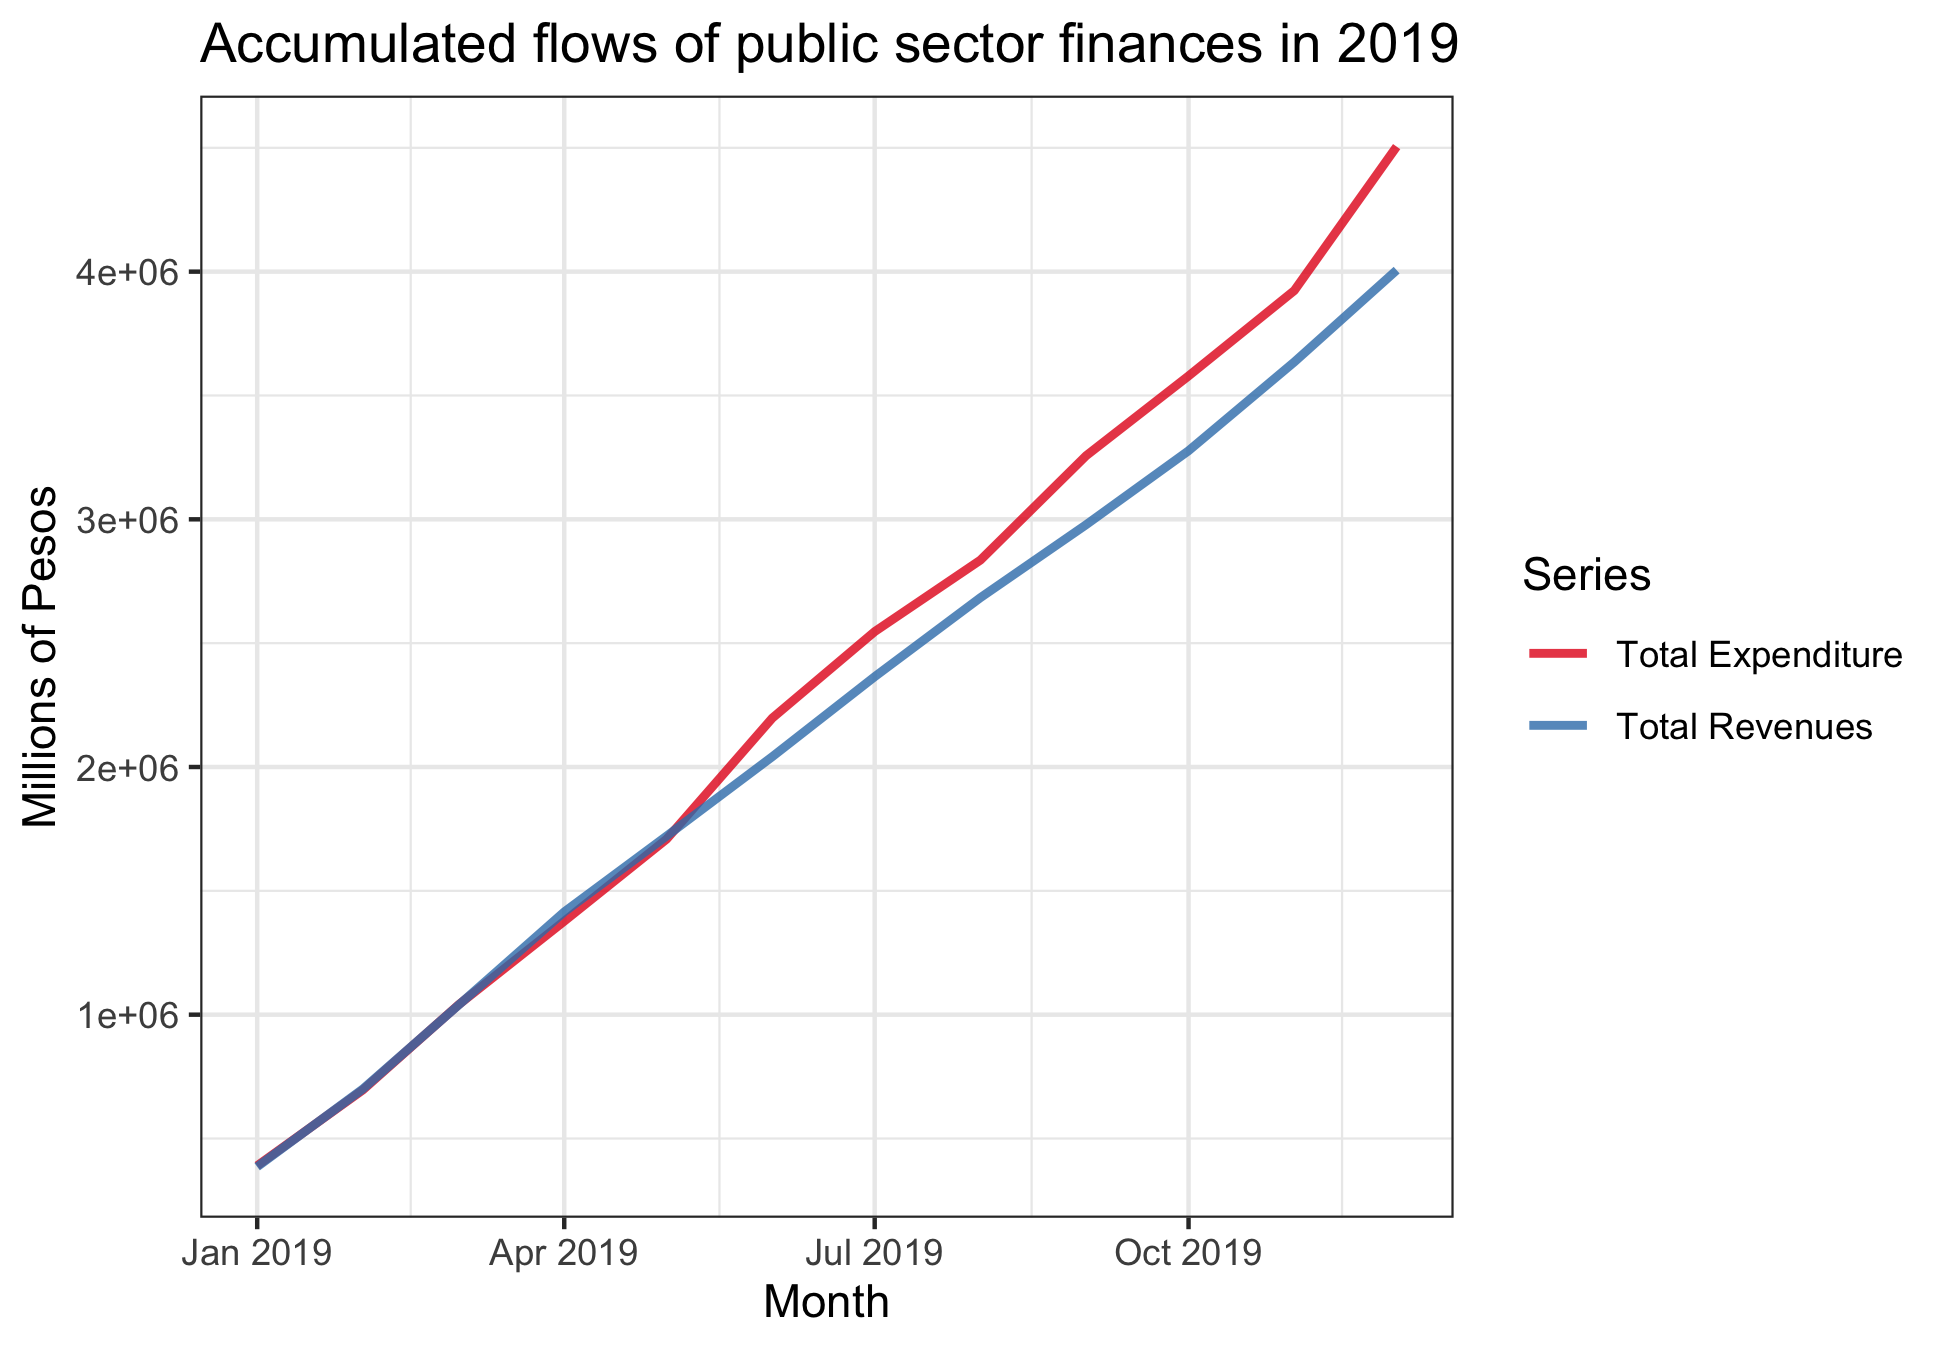 Accumulated flows of public sector finances in 2019
Millions of Pesos
4e+06
3e+06
2e+06
1e+06
Jan 2019
Apr 2019
Jul 2019
Oct 2019
Month
Series
Total Expenditure
Total Revenues